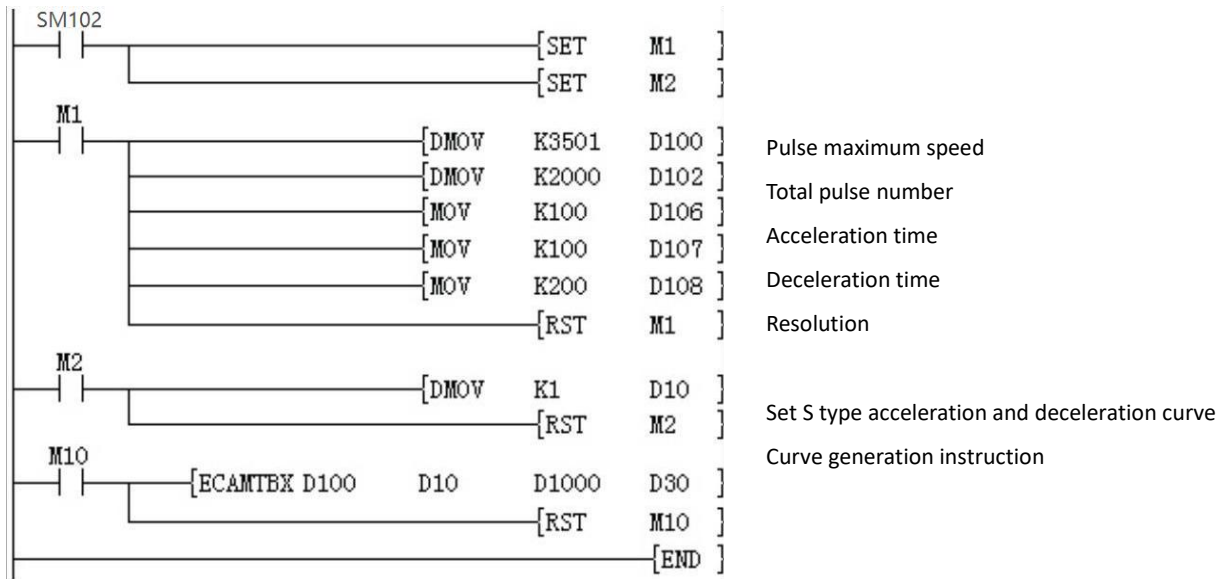 SM102
[SET M1 ]
[SET M2 ]
M1
[DMOV K3501 D100 ]
Pulse maximum speed
[DMOV K2000 D102 ]
Total pulse number
[MOV K100 D106 ]
Acceleration time
[MOV K100 D107 ]
Deceleration time
[MOV K200 D108 ]
Resolution
[RST M1 ]
M2
[DMOV K1 D10 ]
Set S type acceleration and deceleration curve
[RST M2 ]
Curve generation instruction
M10
[ECAMTBX D100 D10 D1000 D30 ]
[RST M10 ]
[END ]